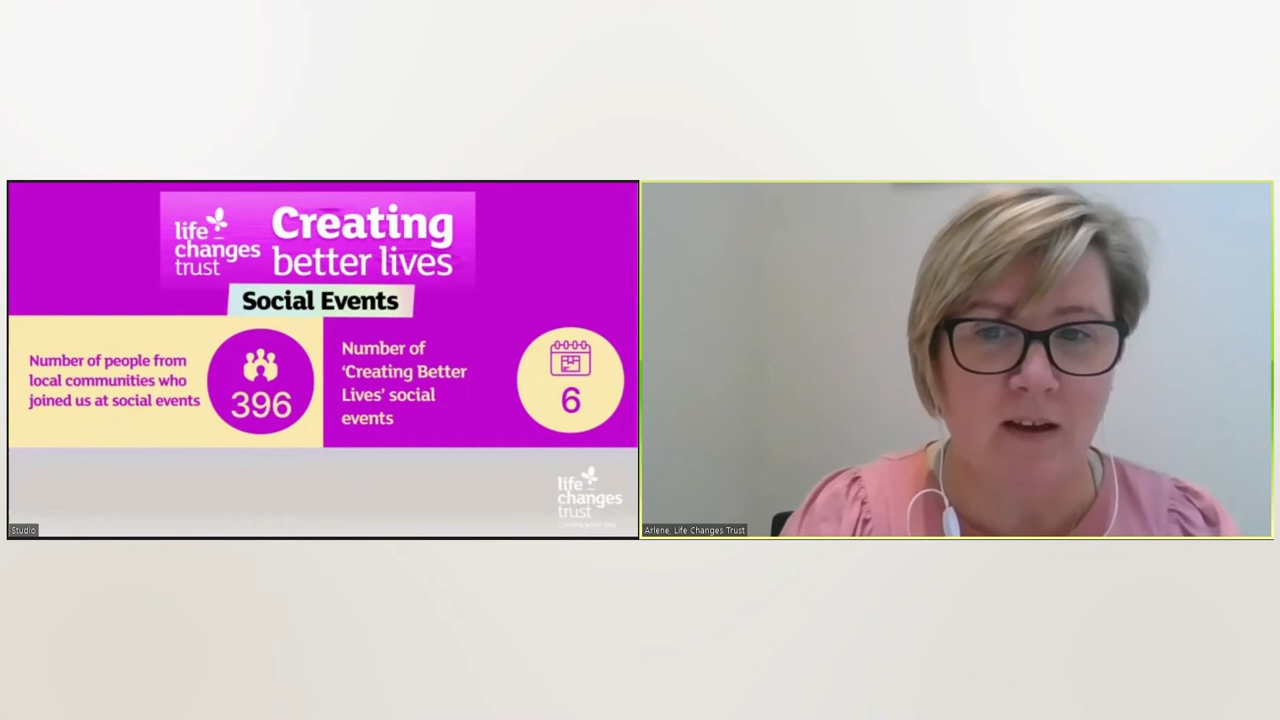 life
changes
trust
Creating
better lives
Social Events
Number of people from
local communities who
joined us at social events
396
Number of
‘Creating Better
Lives’ social
events
6
life
changes
trust
Studio
Arlene, Life Changes Trust